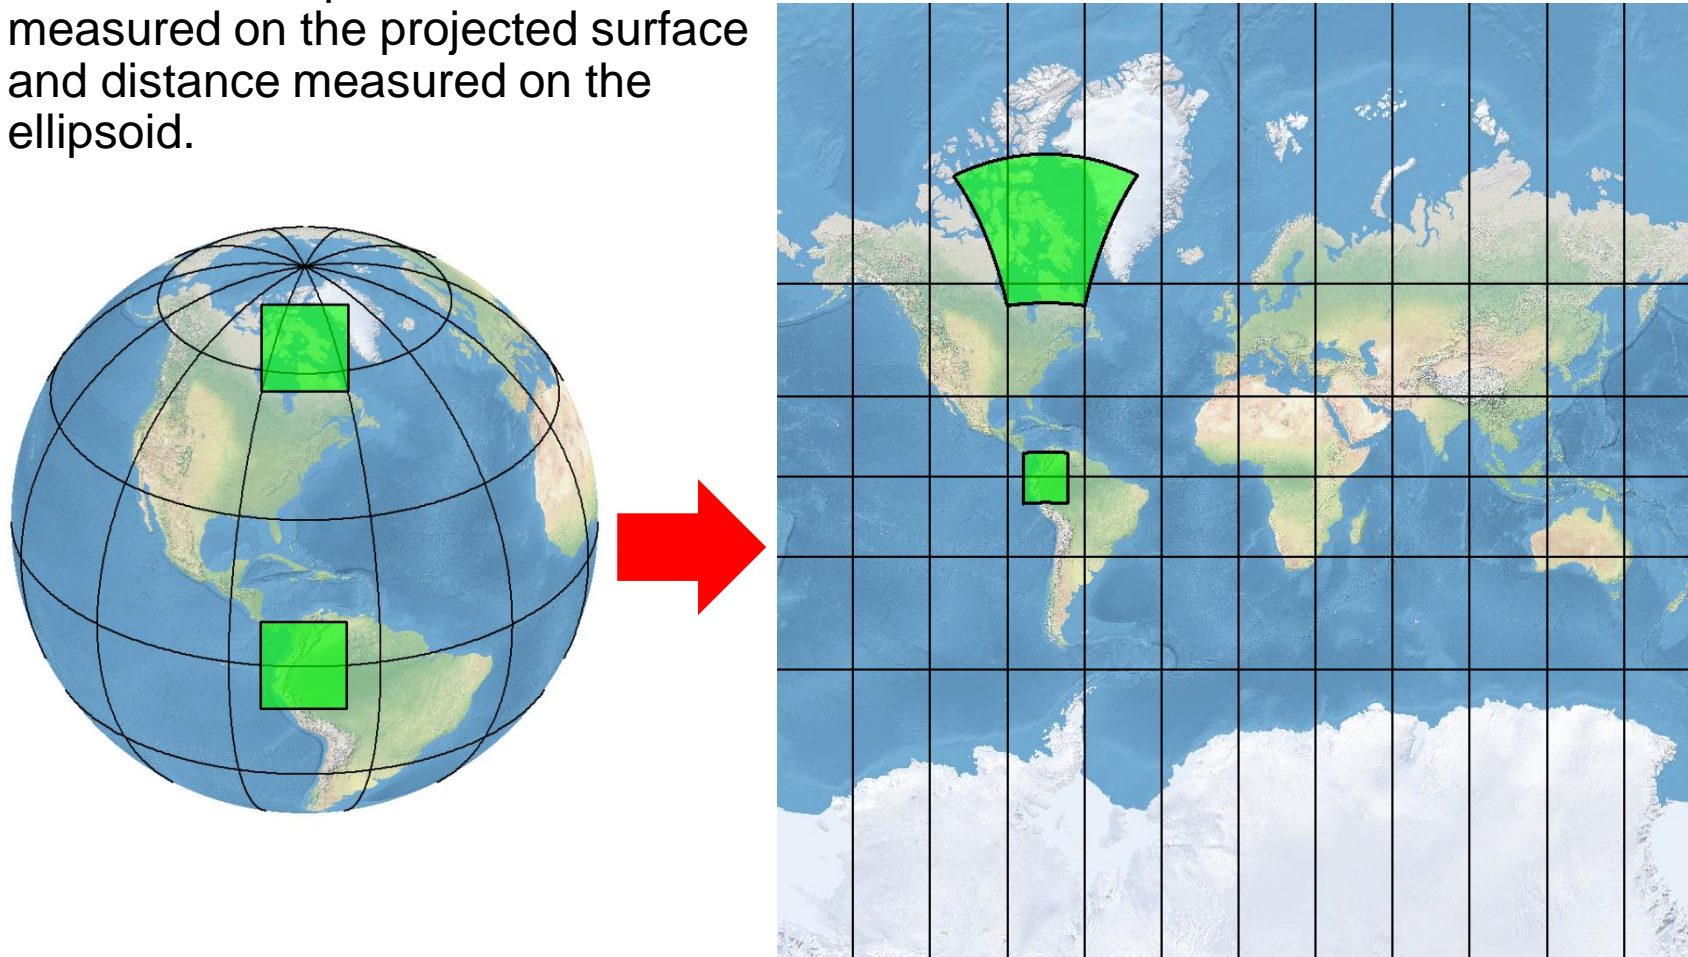 measured on the projected surface
and distance measured on the
ellipsoid.